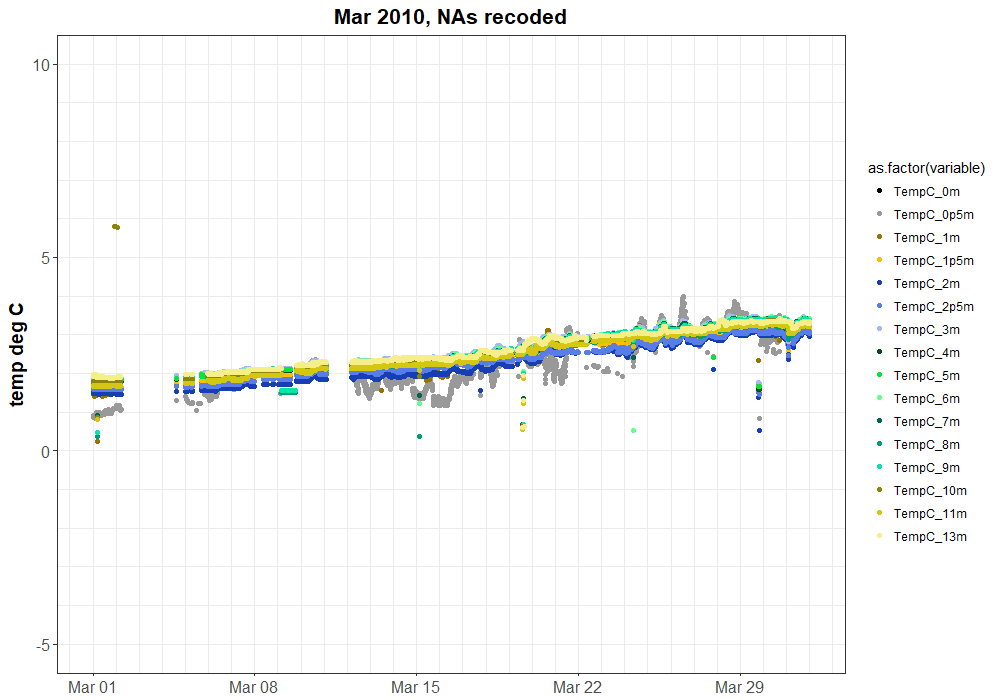 Mar 2010, NAs recoded
temp deg C
10
5
0
-5
Mar 01
Mar 08
Mar 15
Mar 22
Mar 29
as.factor(variable)
TempC_0m
TempC_0p5m
TempC_1m
TempC_1p5m
TempC_2m
TempC_2p5m
TempC_3m
TempC_4m
TempC_5m
TempC_6m
TempC_7m
TempC_8m
TempC_9m
TempC_10m
TempC_11m
TempC_13m